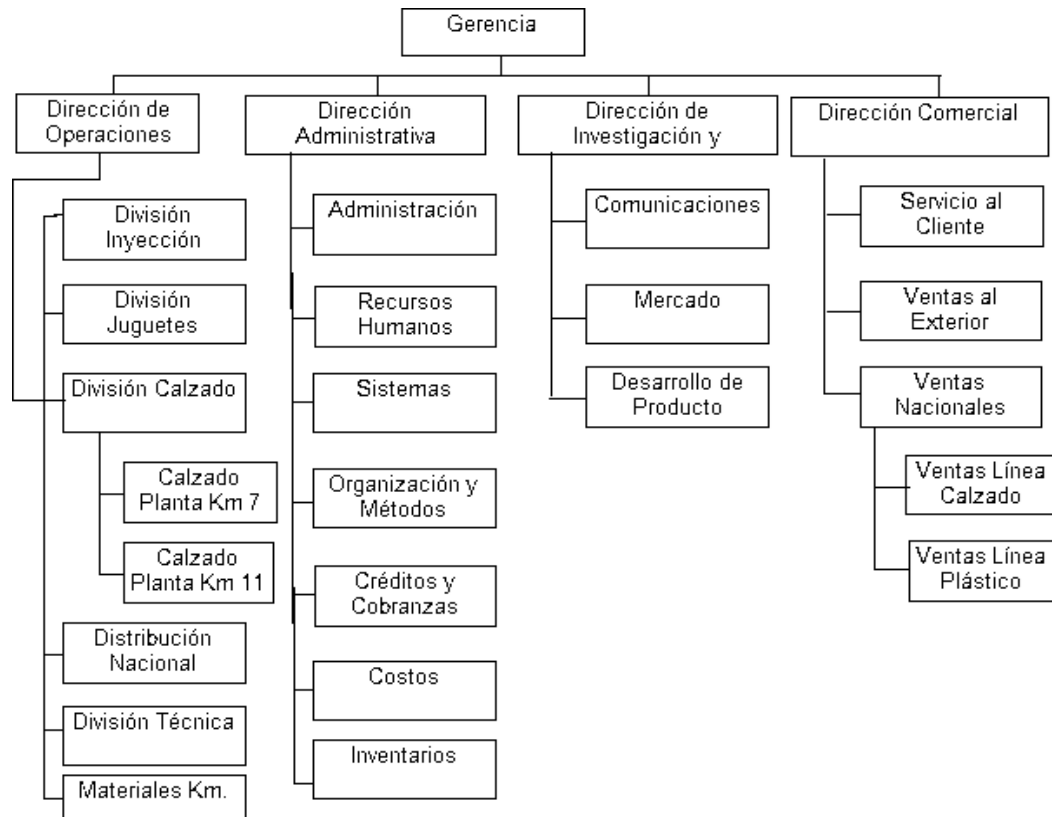 Gerencia
Dirección de
Operaciones
Dirección
Administrativa
Dirección de
Investigación y
Dirección Comercial
División
Inyección
División
Juguetes
División Calzado
Calzado
Planta Km 7
Calzado
Planta Km 11
Distribución
Nacional
División Técnica
Materiales Km.
Administración
Recursos
Humanos
Sistemas
Organización y
Métodos
Créditos y
Cobranzas
Costos
Inventarios
Comunicaciones
Mercado
Desarrollo de
Producto
Servicio al
Cliente
Ventas al
Exterior
Ventas
Nacionales
Ventas Línea
Calzado
Ventas Línea
Plástico